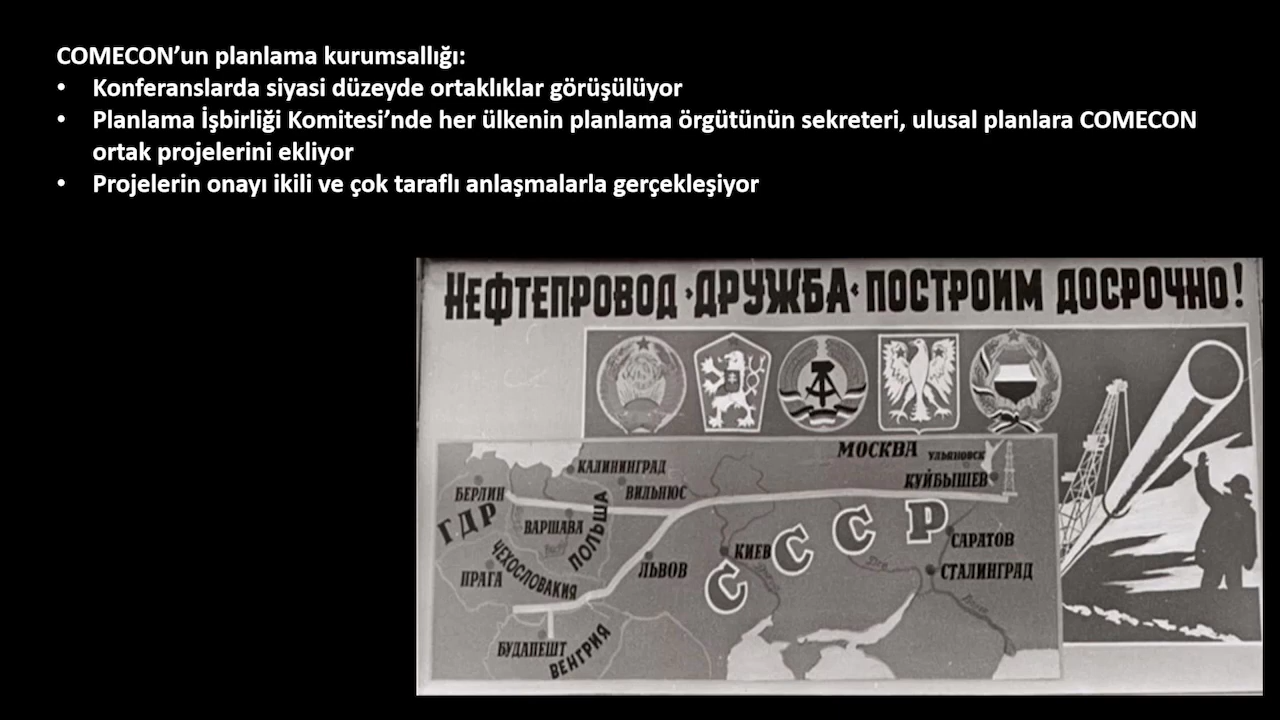 COMECON’un planlama kurumsallığı:
• Konferanslarda siyasi düzeyde ortaklıklar görüşülüyor
• Planlama İşbirliği Komitesi’nde her ülkenin planlama örgütünün sekreteri, ulusal planlara COMECON
ortak projelerini ekliyor
• Projelerin onayı ikili ve çok taraflı anlaşmalarla gerçekleşiyor
НЕФТЕПРОВОД "ДРУЖБА" ПОСТРОИМ ДОСРОЧНО!
МОСКВА
УЛЬЯНОВСК
КАЛИНИНГРАД
КУЙБЫШЕВ
БЕРЛИН
ВИЛЬНЮС
ГДР
ВАРШАВА
ПОЛЬША
СССР
САРАТОВ
КИЕВ
ЧЕХОСЛОВАКИЯ
ЛЬВОВ
СТАЛИНГРАД
ПРАГА
БУДАПЕШТ
ВЕНГРИЯ